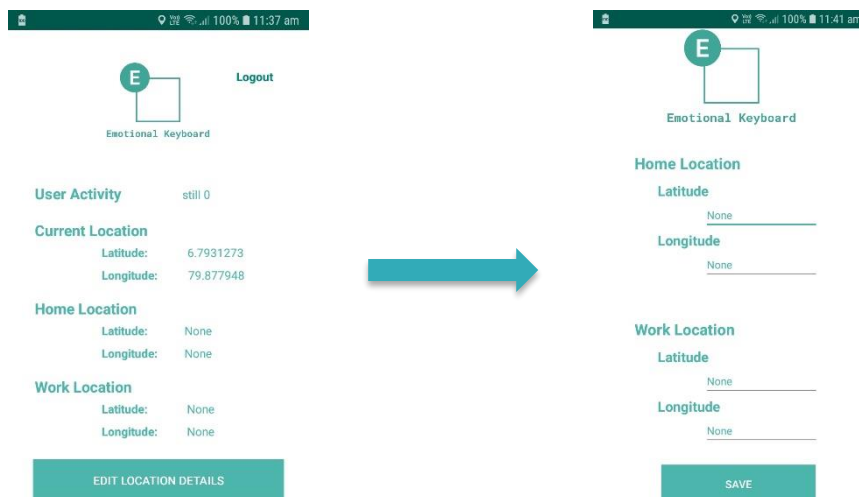 100% 11:37 am
E
Logout
Emotional Keyboard
User Activity still 0
Current Location
Latitude: 6.7931273
Longitude: 79.877948
Home Location
Latitude: None
Longitude: None
Work Location
Latitude: None
Longitude: None
EDIT LOCATION DETAILS
100% 11:41 am
E
Emotional Keyboard
Home Location
Latitude
None
Longitude
None
Work Location
Latitude
None
Longitude
None
SAVE